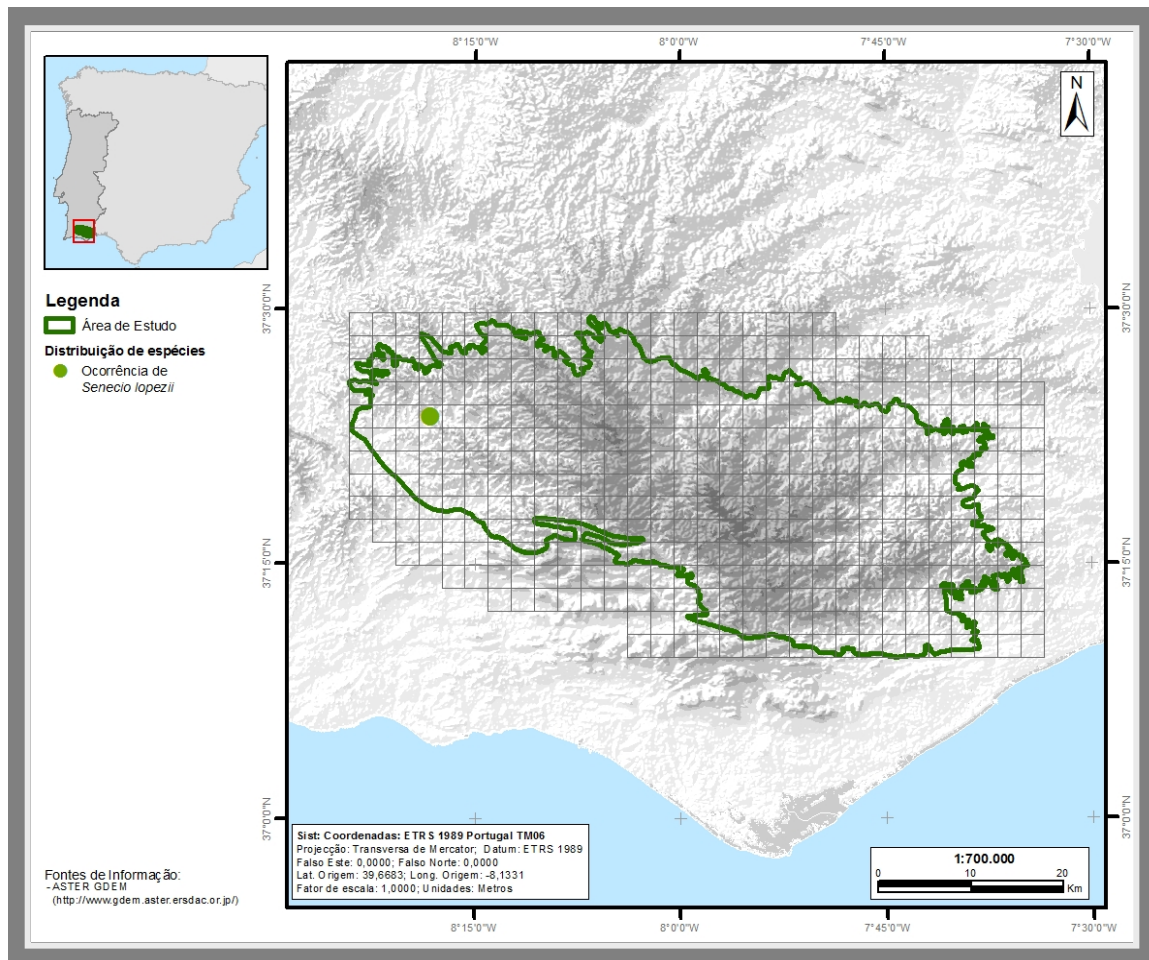 8°15'0"W
8°0'0"W
7°45'0"W
7°30'0"W
N
Legenda
Área de Estudo
Distribuição de espécies
Ocorrência de
Senecio lopezii
37°30'0"N
37°30'0"N
37°15'0"N
37°15'0"N
37°0'0"N
37°0'0"N
Sist: Coordenadas: ETRS 1989 Portugal TM06
Projecção: Transversa de Mercator; Datum: ETRS 1989
Falso Este: 0,0000; Falso Norte: 0,0000
Lat. Origem: 39,6683; Long. Origem: -8,1331
Fator de escala: 1,0000; Unidades: Metros
1:700.000
0 10 20
Km
Fontes de Informação:
- ASTER GDEM
(http://www.gdem.aster.ersdac.or.jp/)
8°15'0"W
8°0'0"W
7°45'0"W
7°30'0"W